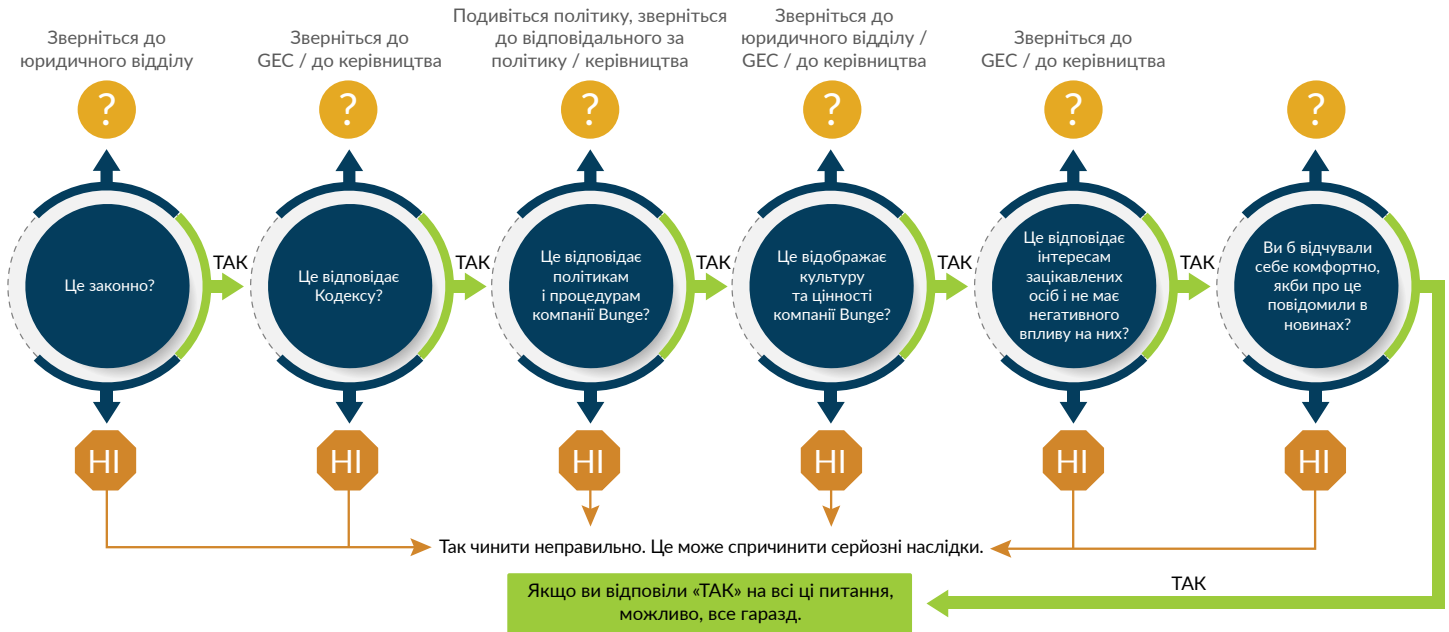 Зверніться до
юридичного відділу
Зверніться до
GEC / до керівництва
Подивіться політику, зверніться
до відповідального за
політику / керівництва
Зверніться до
юридичного відділу /
GEC / до керівництва
Зверніться до
GEC / до керівництва
?
?
?
?
?
?
Це законно?
ТАК
Це відповідає
Кодексу?
ТАК
Це відповідає
політикам
і процедурам
компанії Bunge?
ТАК
Це відображає
культуру
та цінності
компанії Bunge?
ТАК
Це відповідає
інтересам
зацікавлених
осіб і не має
негативного
впливу на них?
ТАК
Ви б відчували
себе комфортно,
якби про це
повідомили в
новинах?
НІ
НІ
НІ
НІ
НІ
НІ
Так чинити неправильно. Це може спричинити серйозні наслідки.
ТАК
Якщо ви відповіли «ТАК» на всі ці питання,
можливо, все гаразд.